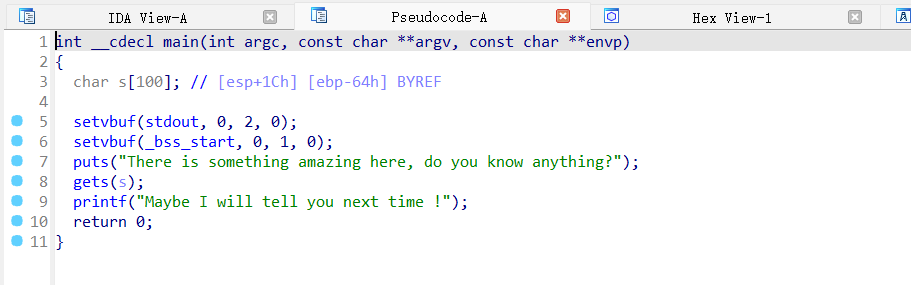 IDA View-A Pseudocode-A Hex View-1 A
1 int __cdecl main(int argc, const char **argv, const char **envp)
2 {
3 char s[100]; // [esp+1Ch] [ebp-64h] BYREF
4
5 setvbuf(stdout, 0, 2, 0);
6 setvbuf(_bss_start, 0, 1, 0);
7 puts("There is something amazing here, do you know anything?");
8 gets(s);
9 printf("Maybe I will tell you next time !");
10 return 0;
11 }